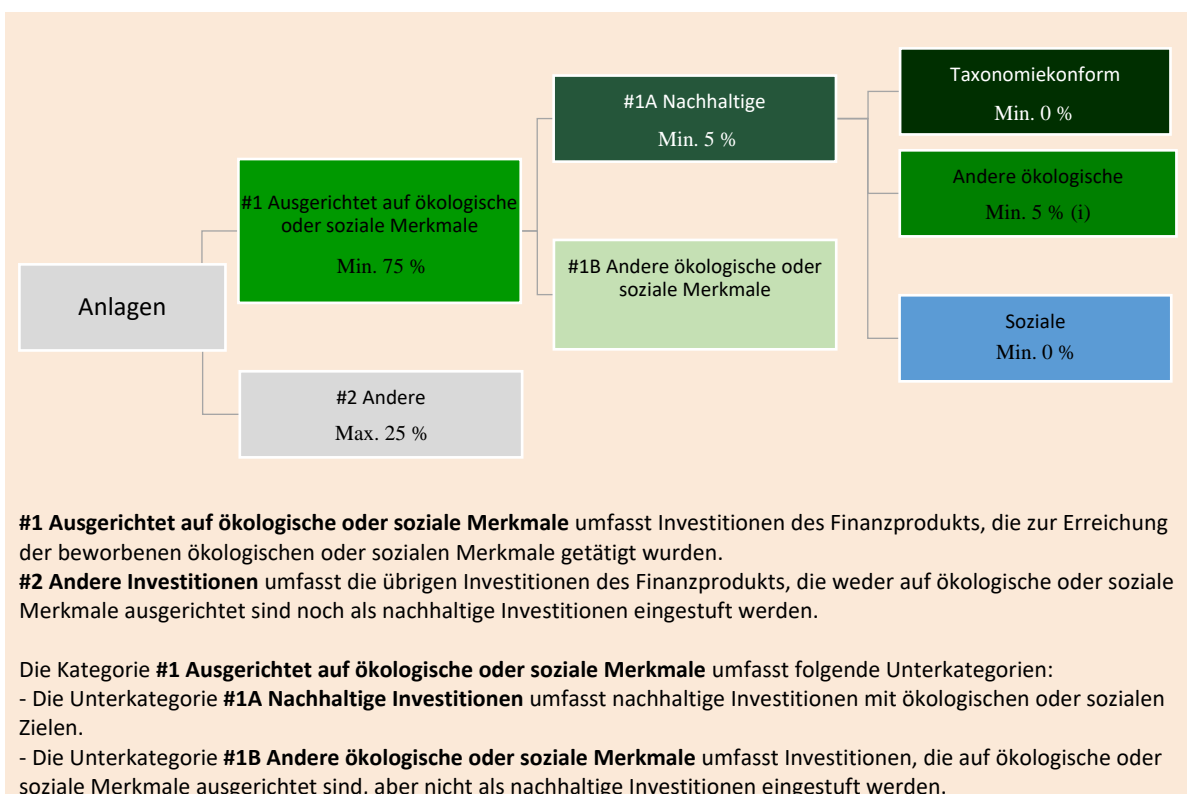 Taxonomiekonform
Min. 0 %
#1A Nachhaltige
Min. 5 %
Andere ökologische
Min. 5 % (i)
#1 Ausgerichtet auf ökologische
oder soziale Merkmale
Min. 75 %
#1B Andere ökologische oder
soziale Merkmale
Anlagen
Soziale
Min. 0 %
#2 Andere
Max. 25 %
#1 Ausgerichtet auf ökologische oder soziale Merkmale umfasst Investitionen des Finanzprodukts, die zur Erreichung
der beworbenen ökologischen oder sozialen Merkmale getätigt wurden.
#2 Andere Investitionen umfasst die übrigen Investitionen des Finanzprodukts, die weder auf ökologische oder soziale
Merkmale ausgerichtet sind noch als nachhaltige Investitionen eingestuft werden.
Die Kategorie #1 Ausgerichtet auf ökologische oder soziale Merkmale umfasst folgende Unterkategorien:
- Die Unterkategorie #1A Nachhaltige Investitionen umfasst nachhaltige Investitionen mit ökologischen oder sozialen
Zielen.
- Die Unterkategorie #1B Andere ökologische oder soziale Merkmale umfasst Investitionen, die auf ökologische oder
soziale Merkmale ausgerichtet sind, aber nicht als nachhaltige Investitionen eingestuft werden.